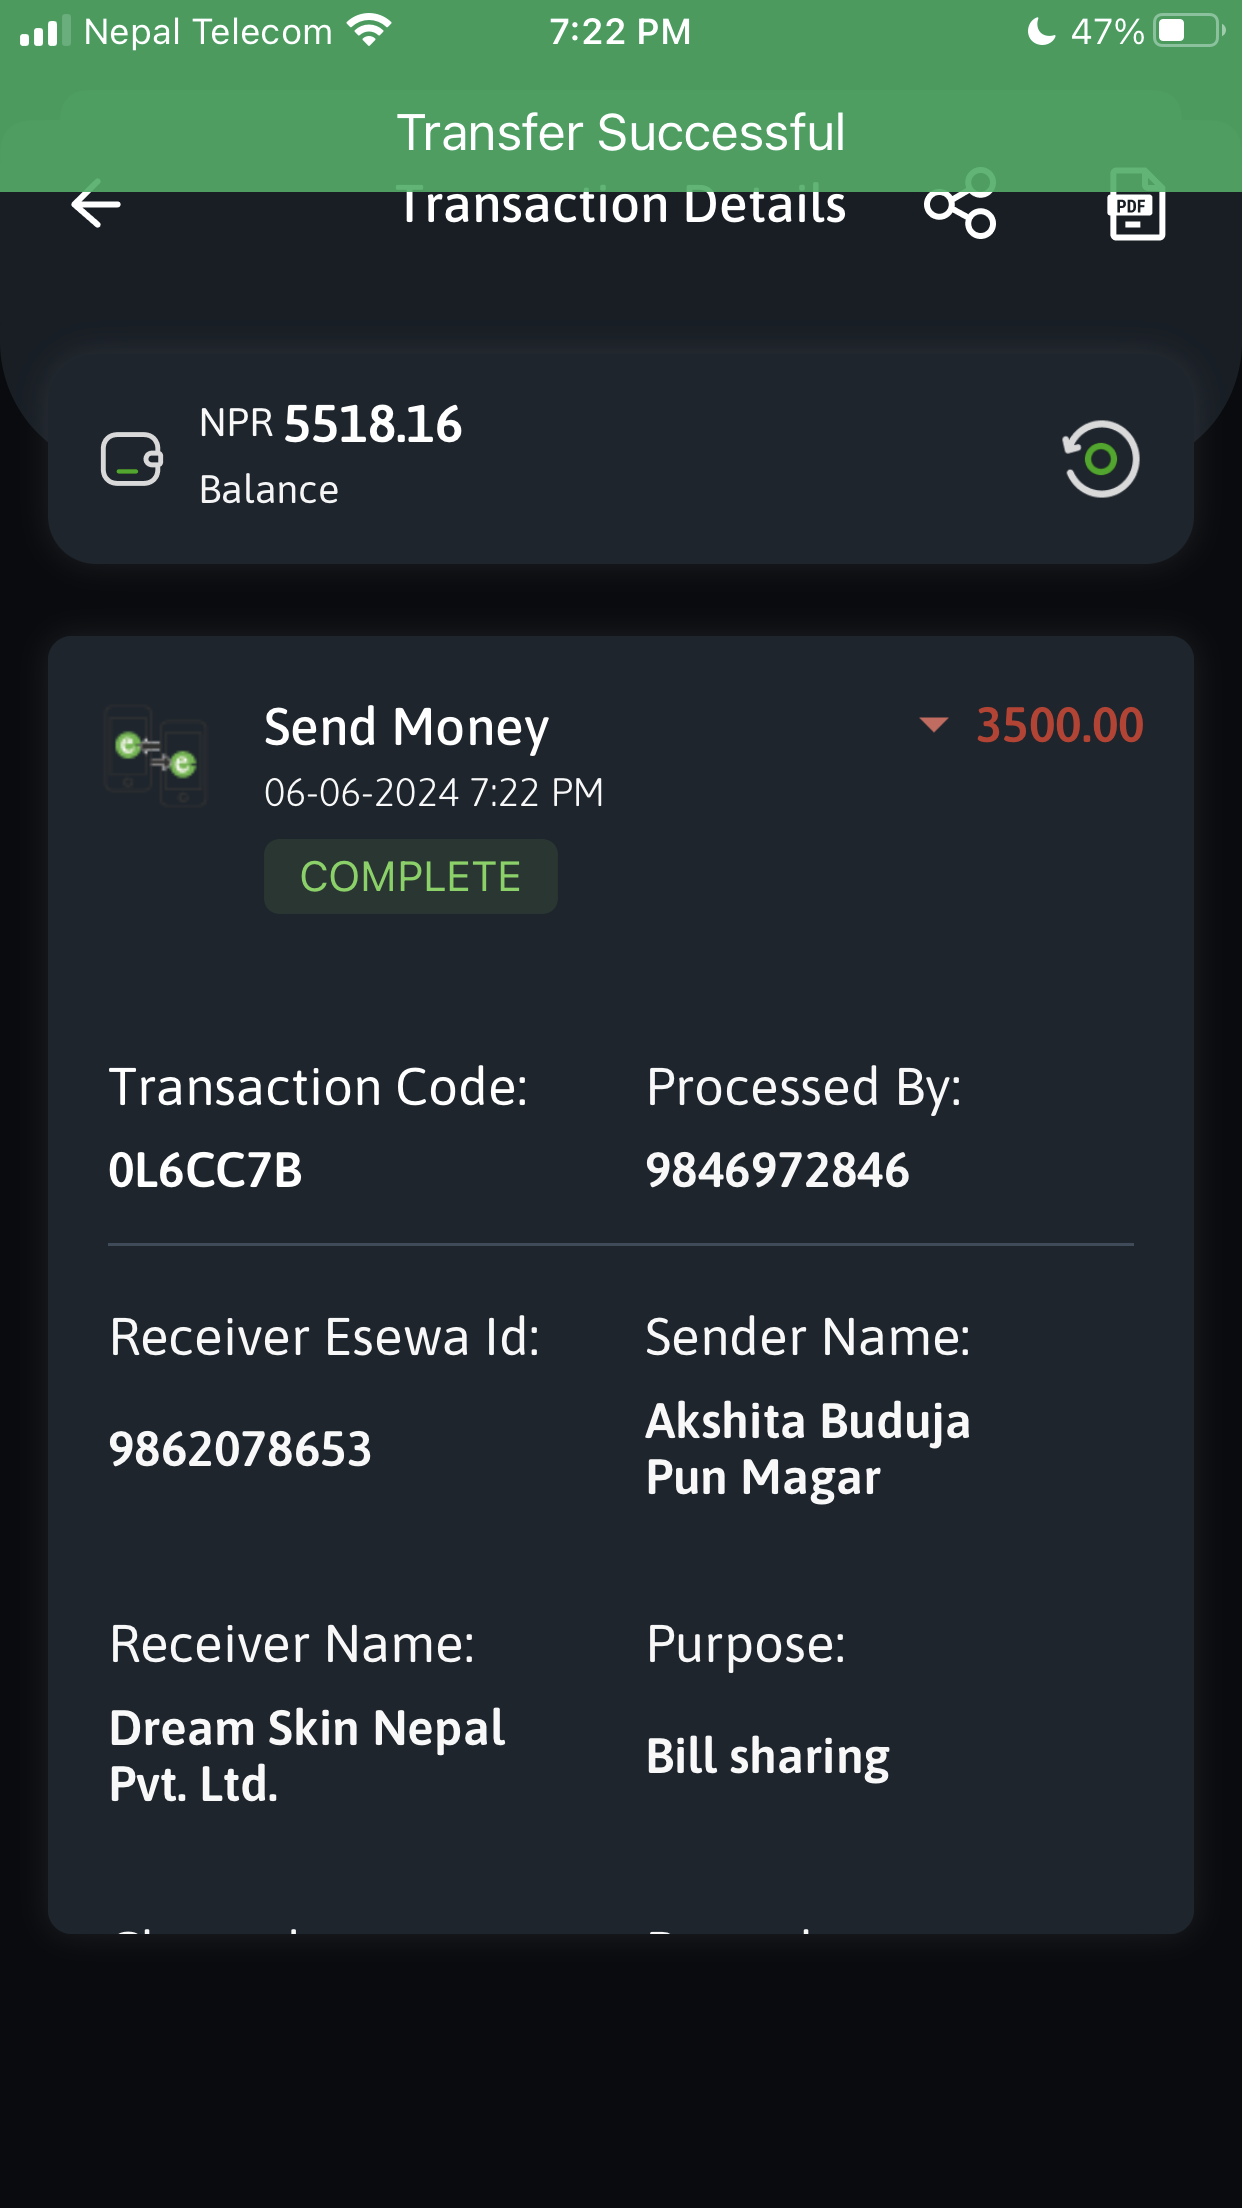 Nepal Telecom 7:22 PM 47%
Transfer Successful
Transaction Details
PDF
NPR 5518.16
Balance
Send Money 3500.00
06-06-2024 7:22 PM
COMPLETE
Transaction Code: Processed By:
0L6CC7B 9846972846
Receiver Esewa Id: Sender Name:
9862078653 Akshita Buduja
Pun Magar
Receiver Name: Purpose:
Dream Skin Nepal
Pvt. Ltd.
Bill sharing